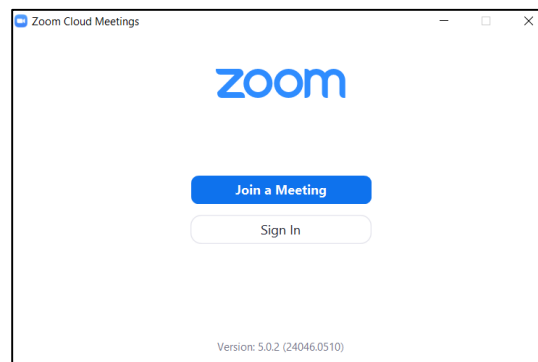 Zoom Cloud Meetings
zoom
Join a Meeting
Sign In
Version: 5.0.2 (24046.0510)